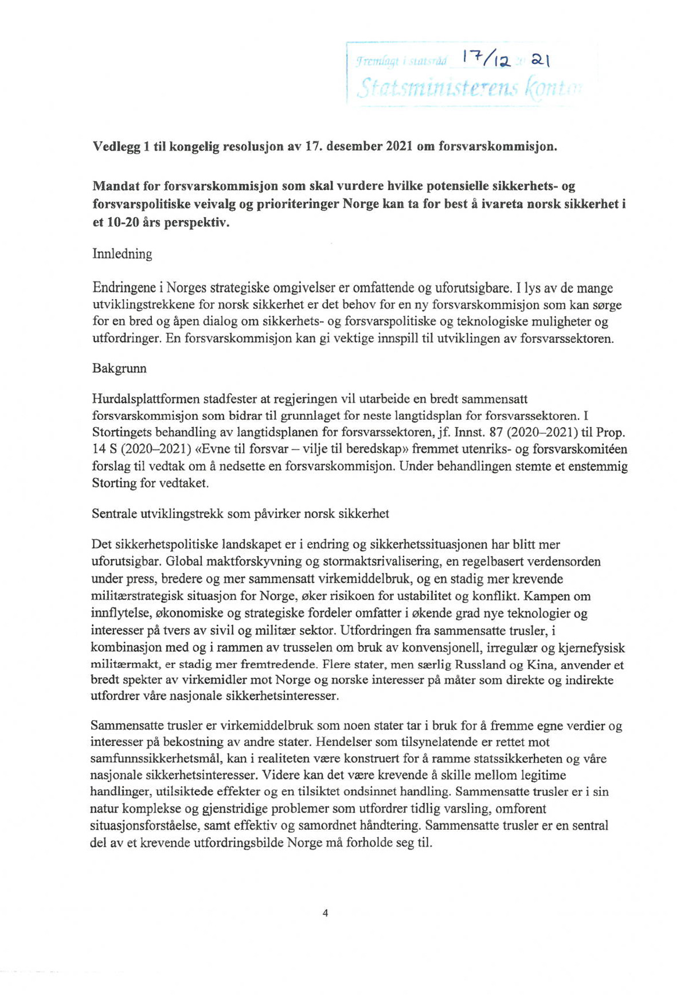 Fremlagt i statsråd 17/12 20 21
Statsministerens
Vedlegg 1 til kongelig resolusjon av 17. desember 2021 om forsvarskommisjon.
Mandat for forsvarskommisjon som skal vurdere hvilke potensielle sikkerhets- og
forsvarspolitiske veivalg og prioriteringer Norge kan ta for best å ivareta norsk sikkerhet i
et 10-20 års perspektiv.
Innledning
Endringene i Norges strategiske omgivelser er omfattende og uforutsigbare. I lys av de mange
utviklingstrekkene for norsk sikkerhet er det behov for en ny forsvarskommisjon som kan sørge
for en bred og åpen dialog om sikkerhets- og forsvarspolitiske og teknologiske muligheter og
utfordringer. En forsvarskommisjon kan gi vektige innspill til utviklingen av forsvarssektoren.
Bakgrunn
Hurdalsplattformen stadfester at regjeringen vil utarbeide en bredt sammensatt
forsvarskommisjon som bidrar til grunnlaget for neste langtidsplan for forsvarssektoren. I
Stortingets behandling av langtidsplanen for forsvarssektoren, jf. Innst. 87 (2020–2021) til Prop.
14 S (2020–2021) «Evne til forsvar – vilje til beredskap» fremmet utenriks- og forsvarskomitéen
forslag til vedtak om å nedsette en forsvarskommisjon. Under behandlingen stemte et enstemmig
Storting for vedtaket.
Sentrale utviklingstrekk som påvirker norsk sikkerhet
Det sikkerhetspolitiske landskapet er i endring og sikkerhetssituasjonen har blitt mer
uforutsigbar. Global maktforskyvning og stormaktsrivalisering, en regelbasert verdensorden
under press, bredere og mer sammensatt virkemiddelbruk, og en stadig mer krevende
militærstrategisk situasjon for Norge, øker risikoen for ustabilitet og konflikt. Kampen om
innflytelse, økonomiske og strategiske fordeler omfatter i økende grad nye teknologier og
interesser på tvers av sivil og militær sektor. Utfordringen fra sammensatte trusler, i
kombinasjon med og i rammen av trusselen om bruk av konvensjonell, irregulær og kjernefysisk
militærmakt, er stadig mer fremtredende. Flere stater, men særlig Russland og Kina, anvender et
bredt spekter av virkemidler mot Norge og norske interesser på måter som direkte og indirekte
utfordrer våre nasjonale sikkerhetsinteresser.
Sammensatte trusler er virkemiddelbruk som noen stater tar i bruk for å fremme egne verdier og
interesser på bekostning av andre stater. Hendelser som tilsynelatende er rettet mot
samfunnssikkerhetsmål, kan i realiteten være konstruert for å ramme statssikkerheten og våre
nasjonale sikkerhetsinteresser. Videre kan det være krevende å skille mellom legitime
handlinger, utilsiktede effekter og en tilsiktet ondsinnet handling. Sammensatte trusler er i sin
natur komplekse og gjenstridige problemer som utfordrer tidlig varsling, omforent
situasjonsforståelse, samt effektiv og samordnet håndtering. Sammensatte trusler er en sentral
del av et krevende utfordringsbilde Norge må forholde seg til.
4